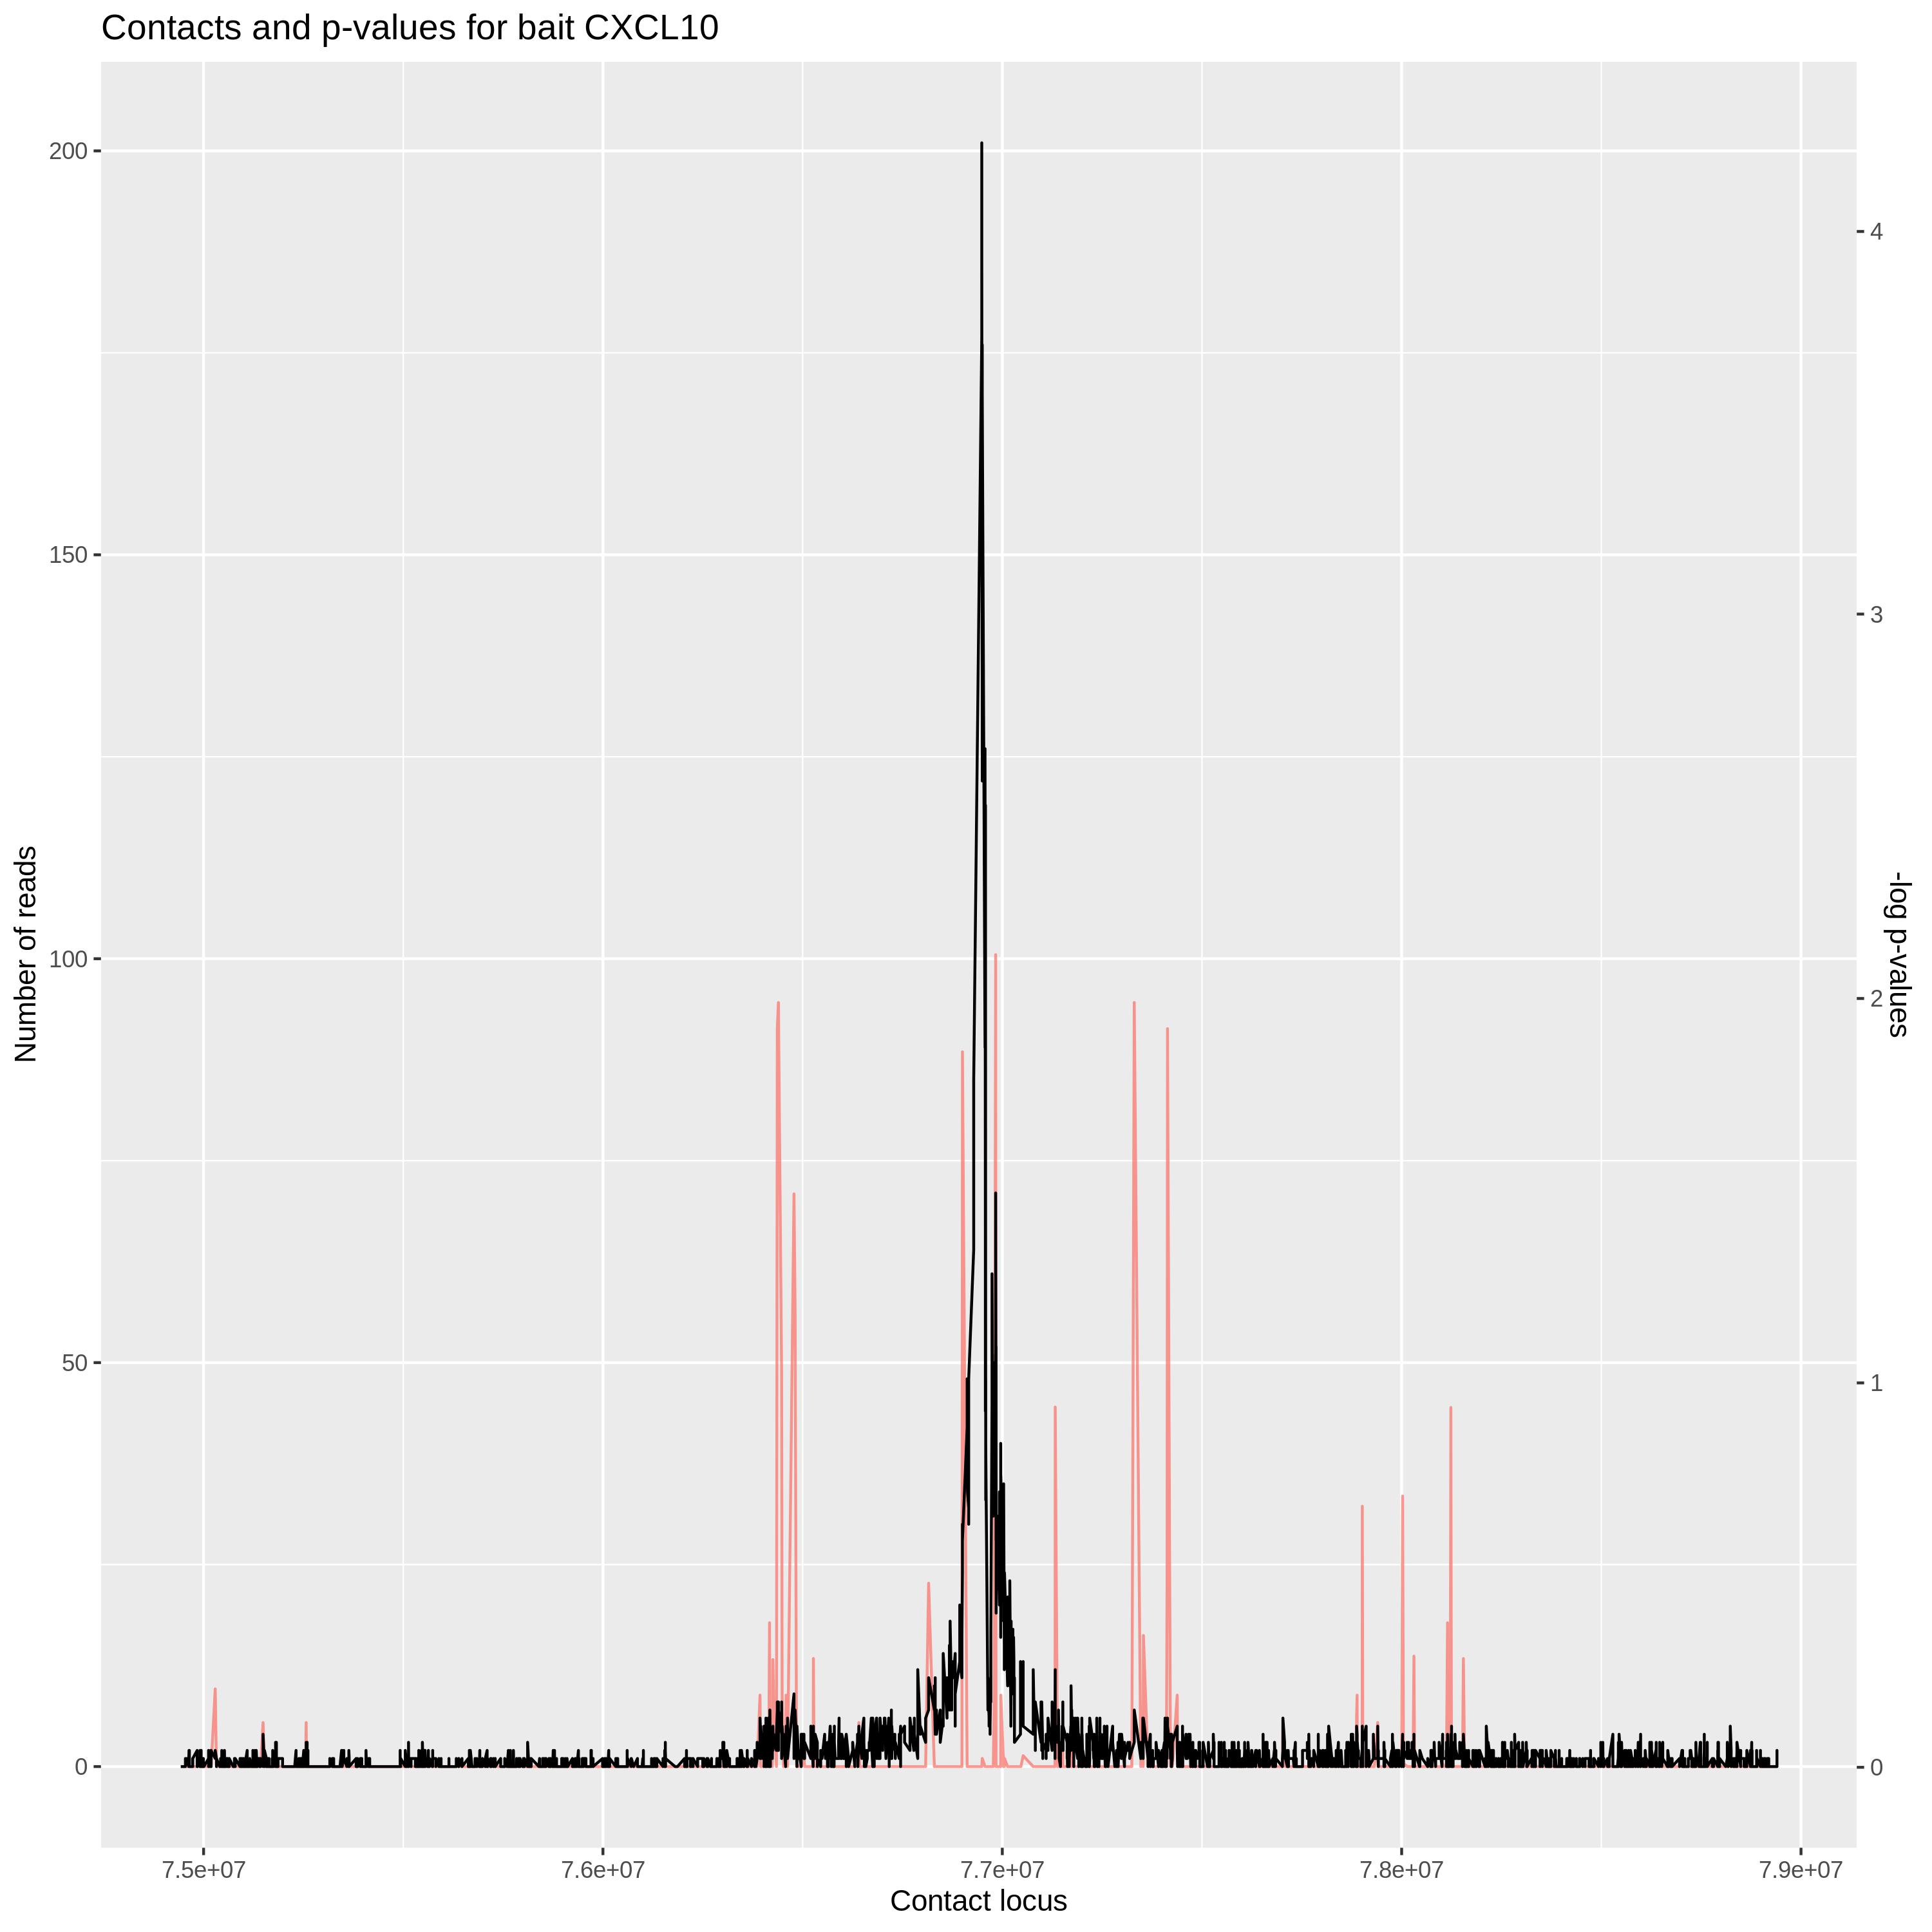 Contacts and p-values for bait CXCL10
200
150
100
50
0
Number of reads
4
3
2
1
0
-log p-values
7.5e+07
7.6e+07
7.7e+07
7.8e+07
7.9e+07
Contact locus